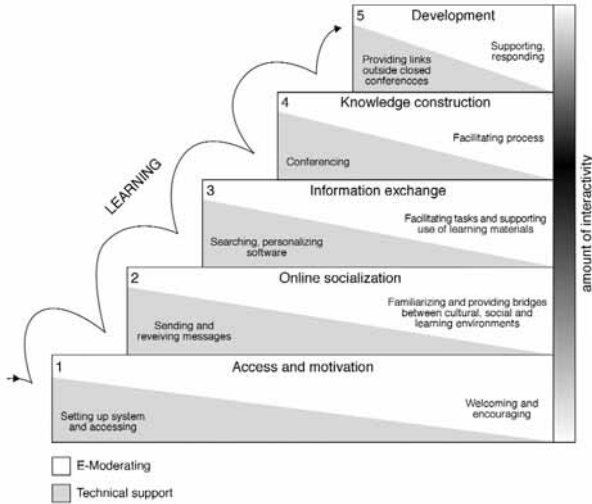 5 Development
Providing links
outside closed
conferences
Supporting,
responding
4 Knowledge construction
Conferencing
Facilitating process
3 Information exchange
Searching, personalizing
software
Facilitating tasks and supporting
use of learning materials
2 Online socialization
Sending and
reveiving messages
Familiarizing and providing bridges
between cultural, social and
learning environments
1 Access and motivation
Setting up system
and accessing
Welcoming and
encouraging
LEARNING
amount of interactivity
E-Moderating
Technical support